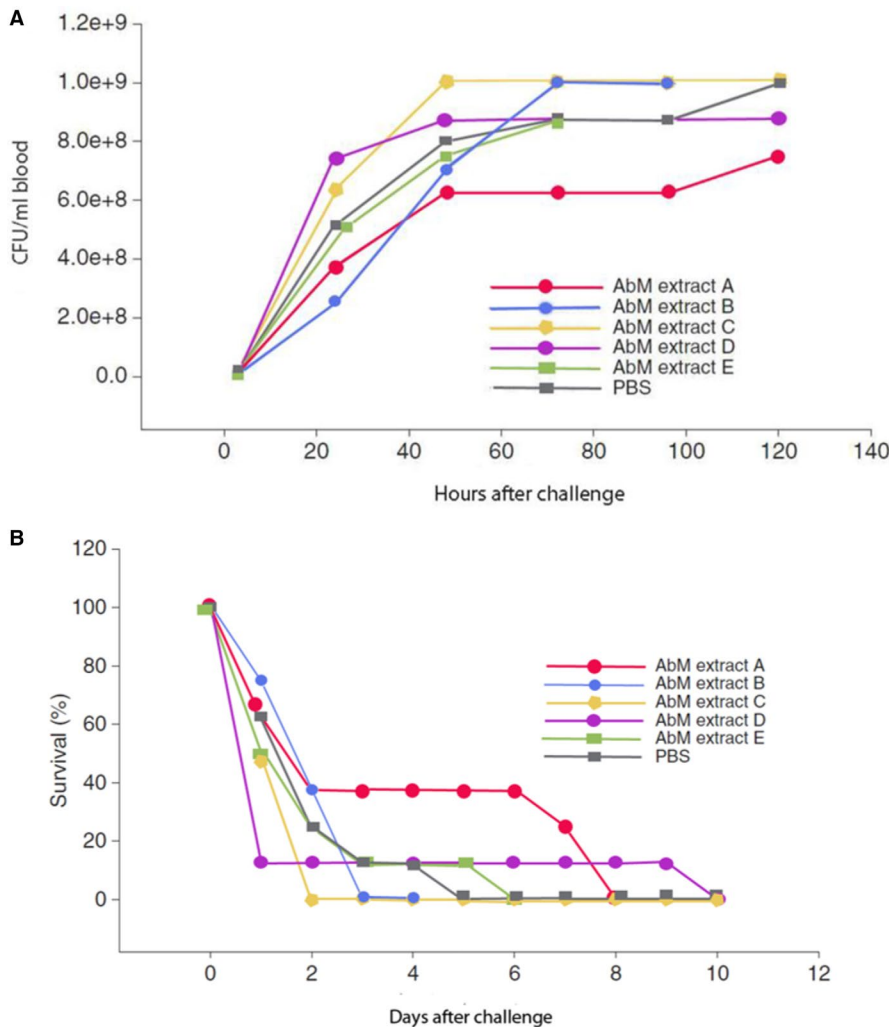 A
1.2e+9
1.0e+9
8.0e+8
6.0e+8
4.0e+8
2.0e+8
0.0
CFU/ml blood
AbM extract A
AbM extract B
AbM extract C
AbM extract D
AbM extract E
PBS
0 20 40 60 80 100 120 140
Hours after challenge
B
120
100
80
60
40
20
0
Survival (%)
AbM extract A
AbM extract B
AbM extract C
AbM extract D
AbM extract E
PBS
0 2 4 6 8 10 12
Days after challenge